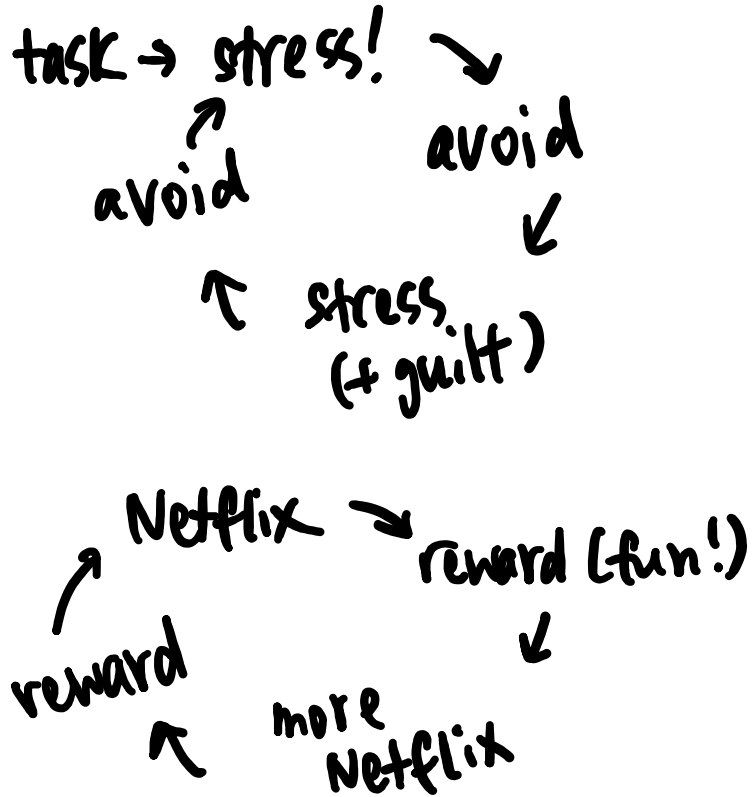 task → stress!
avoid
avoid
stress
(+ guilt)
Netflix
reward (fun!)
reward
more
Netflix